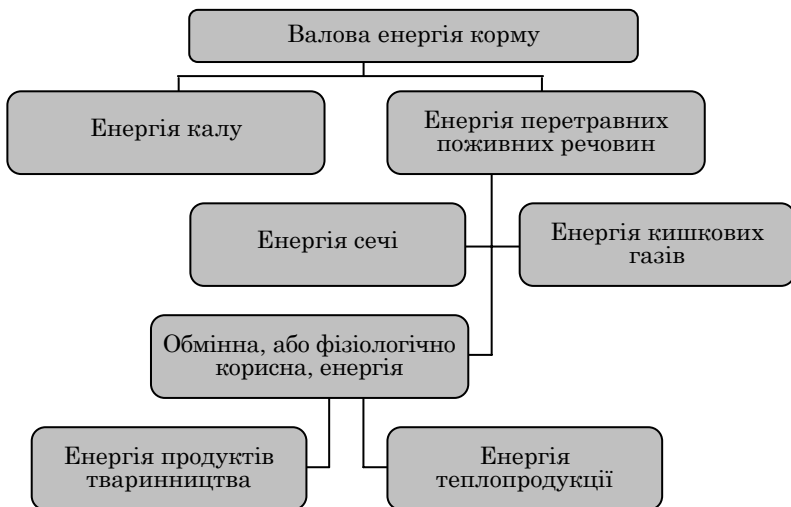 Валова енергія корму
Енергія калу
Енергія перетравних
поживних речовин
Енергія сечі
Енергія кишкових
газів
Обмінна, або фізіологічно
корисна, енергія
Енергія продуктів
тваринництва
Енергія
теплопродукції